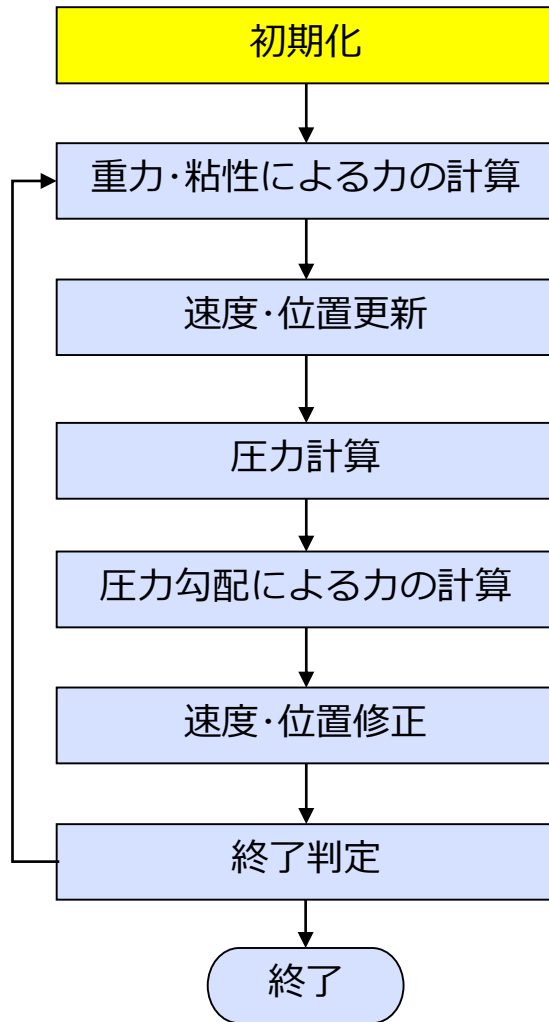 初期化
重力･粘性による力の計算
速度･位置更新
圧力計算
圧力勾配による力の計算
速度･位置修正
終了判定
終了